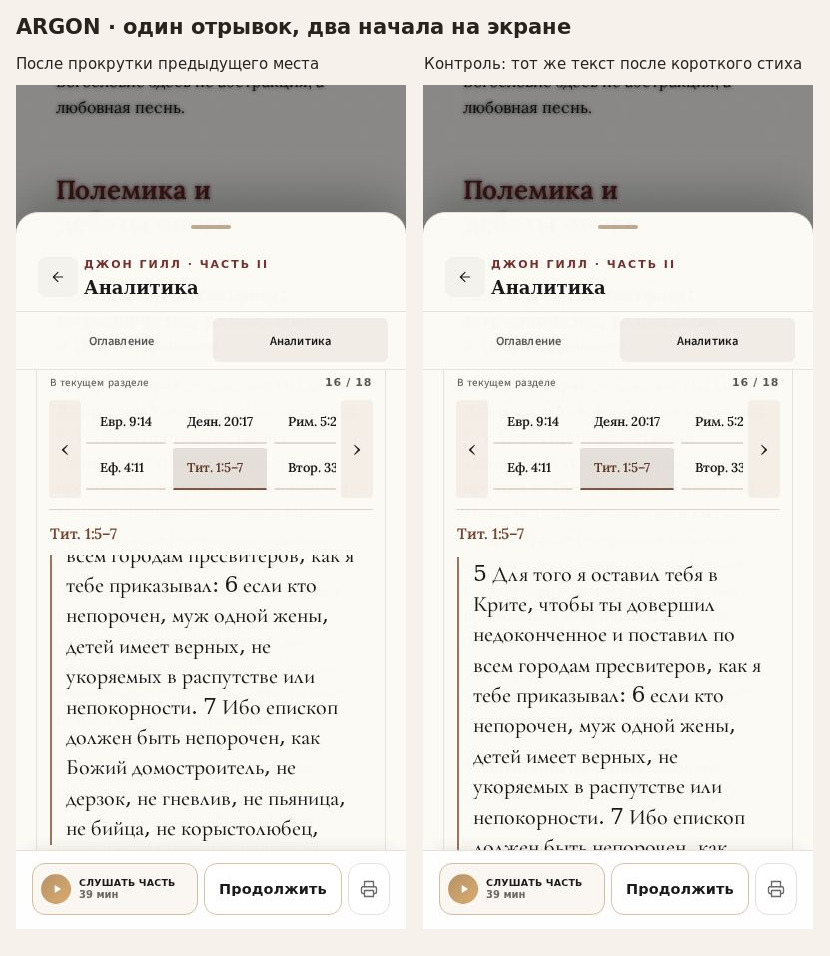 ARGON · один отрывок, два начала на экране
После прокрутки предыдущего места
любовная песнь.
Полемика и
ДЖОН ГИЛЛ · ЧАСТЬ II
Аналитика
Оглавление
Аналитика
В текущем разделе
16 / 18
Евр. 9:14
Деян. 20:17
Рим. 5:2
Еф. 4:11
Тит. 1:5–7
Втор. 33
Тит. 1:5–7
всем городам пресвитеров, как я
тебе приказывал: 6 если кто
непорочен, муж одной жены,
детей имеет верных, не
укоряемых в распутстве или
непокорности. 7 Ибо епископ
должен быть непорочен, как
Божий домостроитель, не
дерзок, не гневлив, не пьяница,
не бийца, не корыстолюбец,
СЛУШАТЬ ЧАСТЬ
39 мин
Продолжить
Контроль: тот же текст после короткого стиха
любовная песнь.
Полемика и
ДЖОН ГИЛЛ · ЧАСТЬ II
Аналитика
Оглавление
Аналитика
В текущем разделе
16 / 18
Евр. 9:14
Деян. 20:17
Рим. 5:2
Еф. 4:11
Тит. 1:5–7
Втор. 33
Тит. 1:5–7
5 Для того я оставил тебя в
Крите, чтобы ты довершил
недоконченное и поставил по
всем городам пресвитеров, как я
тебе приказывал: 6 если кто
непорочен, муж одной жены,
детей имеет верных, не
укоряемых в распутстве или
непокорности. 7 Ибо епископ
должен быть непорочен, как
СЛУШАТЬ ЧАСТЬ
39 мин
Продолжить